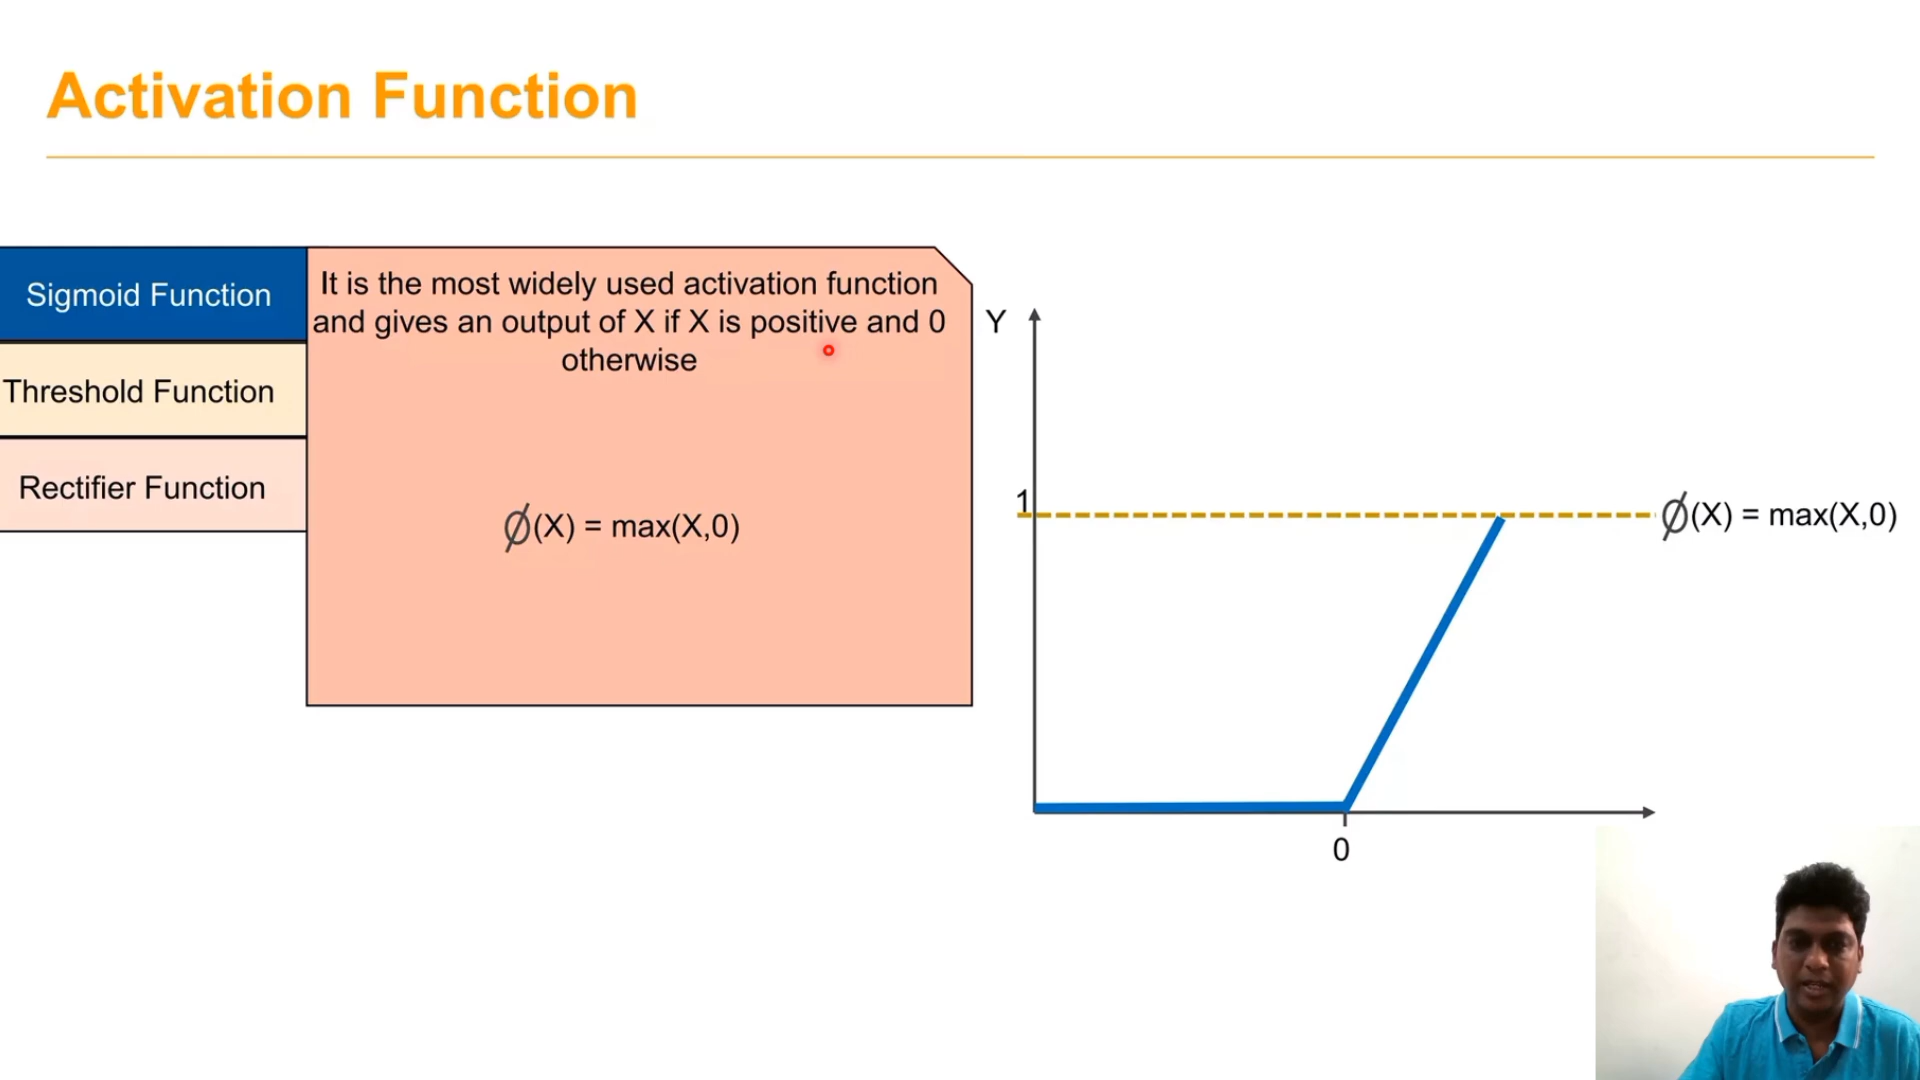 Activation Function
Sigmoid Function
Threshold Function
Rectifier Function
It is the most widely used activation function
and gives an output of X if X is positive and 0
otherwise
∅(X) = max(X,0)
Y
1
∅(X) = max(X,0)
0